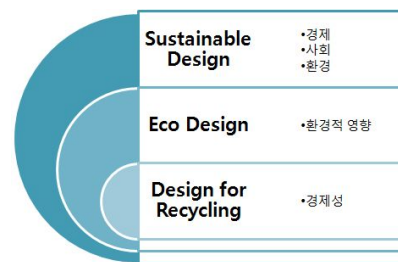 Sustainable
Design
•경제
•사회
•환경
Eco Design
•환경적 영향
Design for
Recycling
•경제성